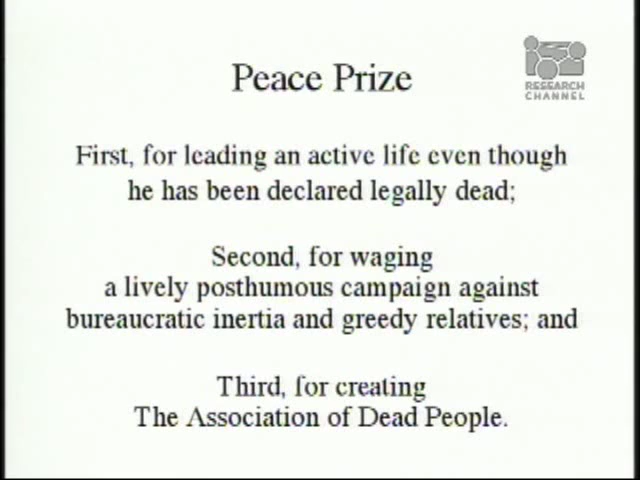 Peace Prize
RESEARCH
CHANNEL
First, for leading an active life even though
he has been declared legally dead;
Second, for waging
a lively posthumous campaign against
bureaucratic inertia and greedy relatives; and
Third, for creating
The Association of Dead People.